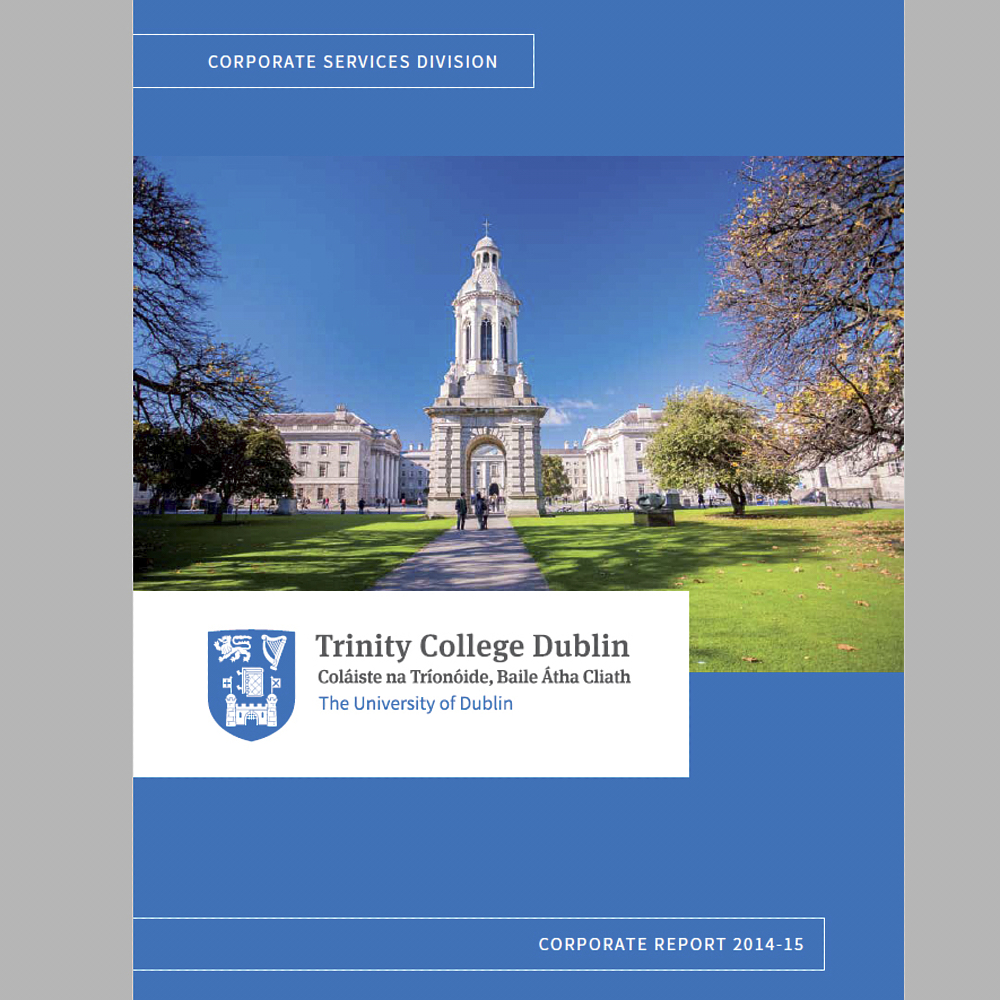 CORPORATE SERVICES DIVISION
Trinity College Dublin
Coláiste na Tríonóide, Baile Átha Cliath
The University of Dublin
CORPORATE REPORT 2014-15